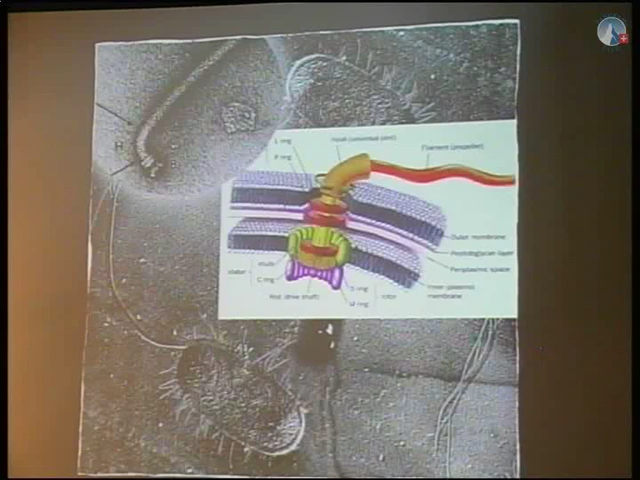 L ring
Hook (universal joint)
P ring
Filament (propeller)
Outer membrane
Peptidoglycan layer
Periplasmic space
studs
stator
C ring
S ring
rotor
Inner (plasma)
membrane
Rod (drive shaft)
M ring
H